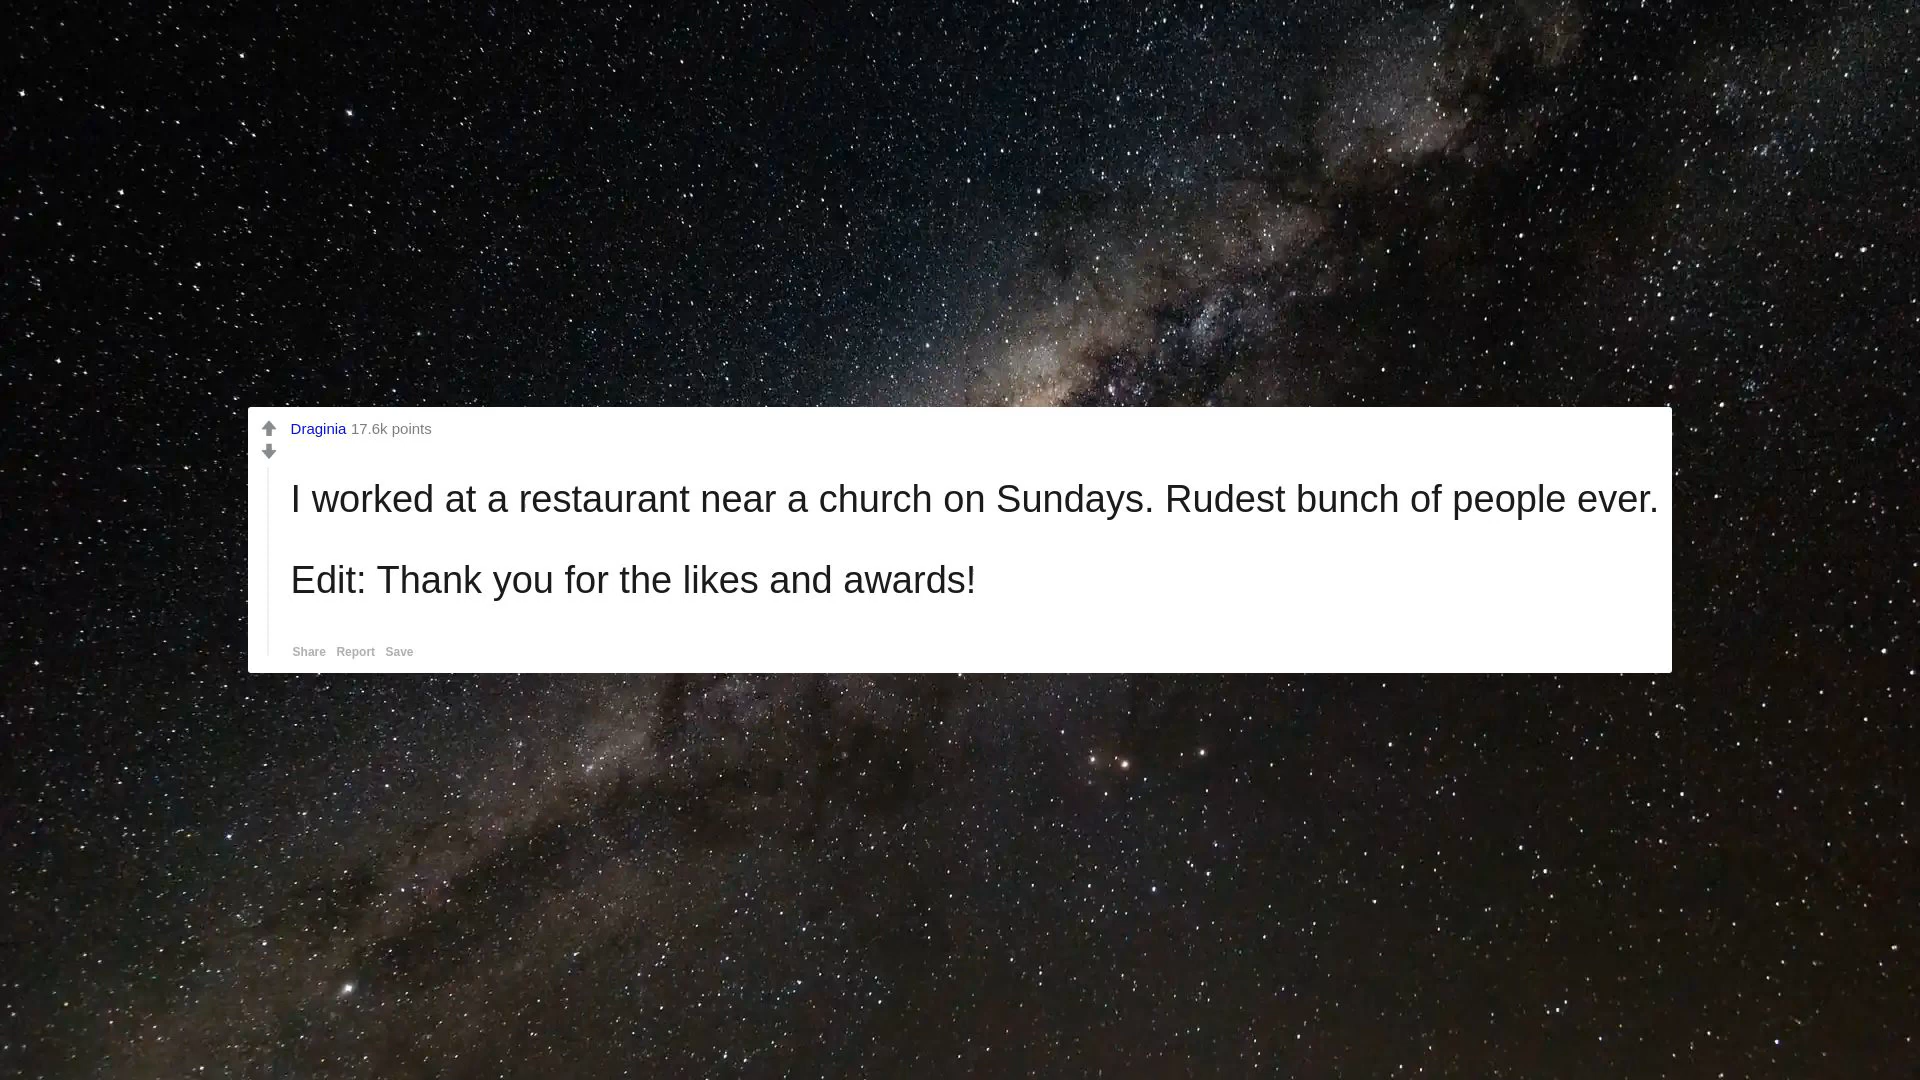 Draginia 17.6k points
I worked at a restaurant near a church on Sundays. Rudest bunch of people ever.
Edit: Thank you for the likes and awards!
Share Report Save